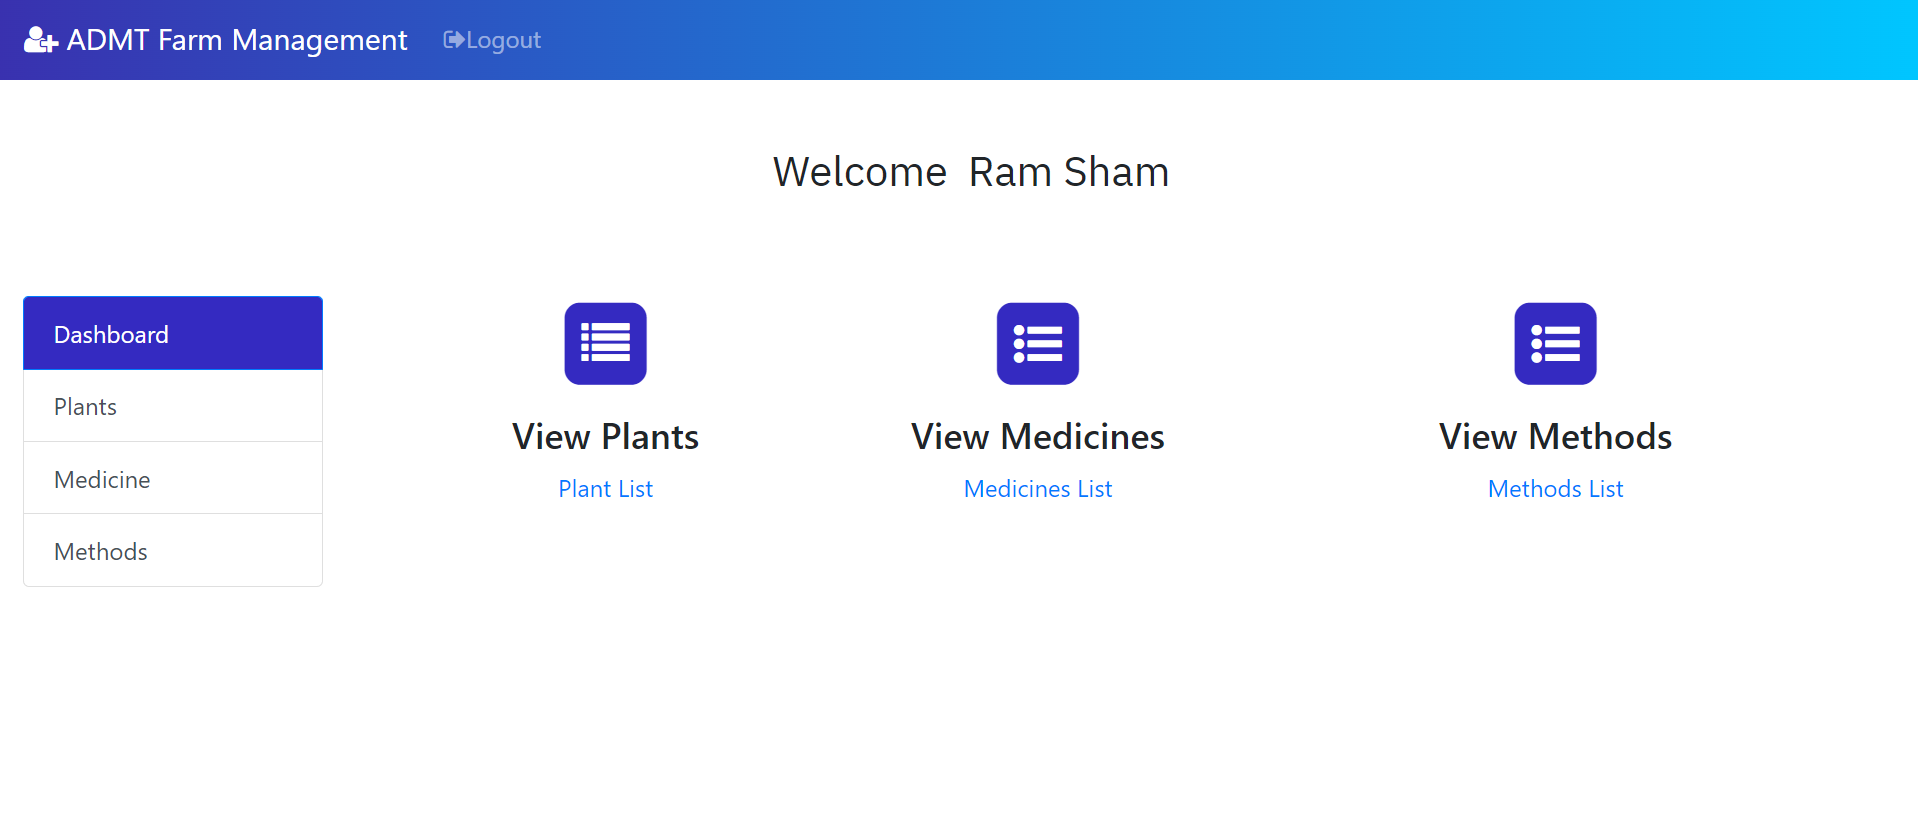 ADMT Farm Management Logout
Welcome Ram Sham
Dashboard
Plants
Medicine
Methods
View Plants
Plant List
View Medicines
Medicines List
View Methods
Methods List